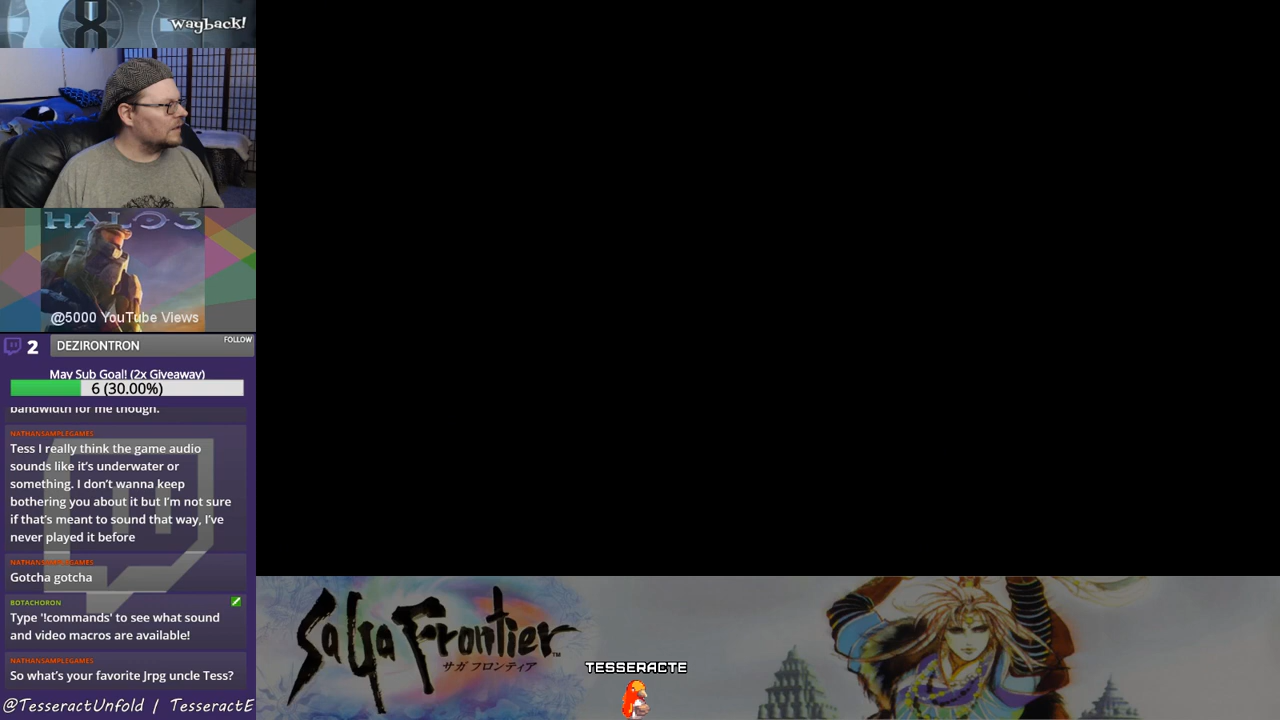 wayback!
HALO 3
@5000 YouTube Views
2
DEZIRONTRON
FOLLOW
May Sub Goal! (2x Giveaway)
6 (30.00%)
bandwidth for me though.
NATHANSAMPLEGAMES
Tess I really think the game audio
sounds like it's underwater or
something. I don't wanna keep
bothering you about it but I'm not sure
if that's meant to sound that way, I've
never played it before
NATHANSAMPLEGAMES
Gotcha gotcha
BOTACHORON
Type '!commands' to see what sound
and video macros are available!
NATHANSAMPLEGAMES
So what's your favorite Jrpg uncle Tess?
@TesseractUnfold / TesseractE
SaGa Frontier™
サガ フロンティア
TESSERACTE